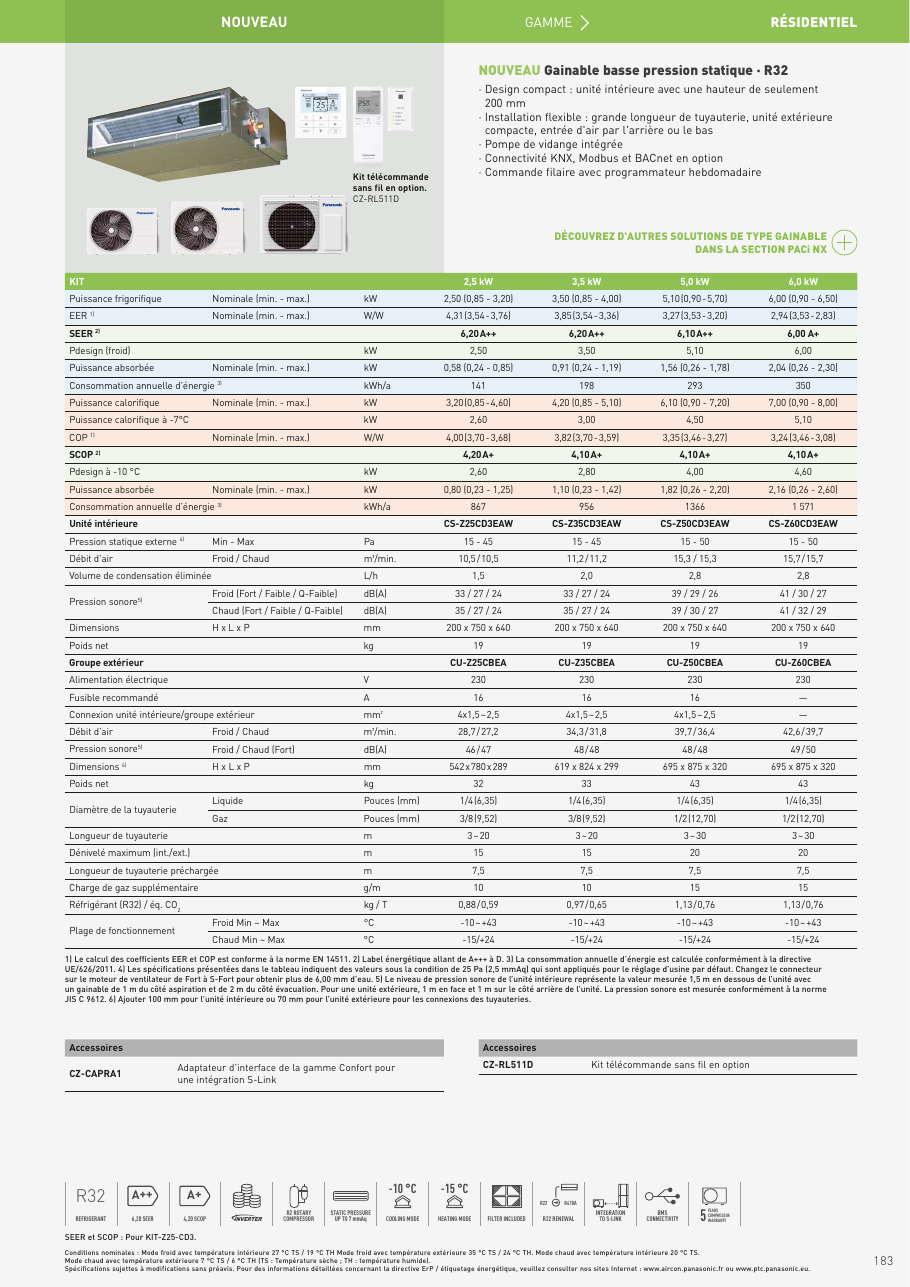 NOUVEAU
GAMME
RÉSIDENTIEL
NOUVEAU Gainable basse pression statique · R32
· Design compact : unité intérieure avec une hauteur de seulement
200 mm
· Installation flexible : grande longueur de tuyauterie, unité extérieure
compacte, entrée d'air par l'arrière ou le bas
· Pompe de vidange intégrée
· Connectivité KNX, Modbus et BACnet en option
· Commande filaire avec programmateur hebdomadaire
Kit télécommande
sans fil en option.
CZ-RL511D
DÉCOUVREZ D'AUTRES SOLUTIONS DE TYPE GAINABLE
DANS LA SECTION PACi NX
KIT 2,5 kW 3,5 kW 5,0 kW 6,0 kW
Puissance frigorifique Nominale (min. - max.) kW 2,50 (0,85 - 3,20) 3,50 (0,85 - 4,00) 5,10 (0,90 - 5,70) 6,00 (0,90 - 6,50)
EER 1) Nominale (min. - max.) W/W 4,31 (3,54 - 3,76) 3,85 (3,54 - 3,36) 3,27 (3,53 - 3,20) 2,94 (3,53 - 2,83)
SEER 2) 6,20 A++ 6,20 A++ 6,10 A++ 6,00 A+
Pdesign (froid) kW 2,50 3,50 5,10 6,00
Puissance absorbée Nominale (min. - max.) kW 0,58 (0,24 - 0,85) 0,91 (0,24 - 1,19) 1,56 (0,26 - 1,78) 2,04 (0,26 - 2,30)
Consommation annuelle d'énergie 3) kWh/a 141 198 293 350
Puissance calorifique Nominale (min. - max.) kW 3,20 (0,85 - 4,60) 4,20 (0,85 - 5,10) 6,10 (0,90 - 7,20) 7,00 (0,90 - 8,00)
Puissance calorifique à -7°C kW 2,60 3,00 4,50 5,10
COP 1) Nominale (min. - max.) W/W 4,00 (3,70 - 3,68) 3,82 (3,70 - 3,59) 3,35 (3,46 - 3,27) 3,24 (3,46 - 3,08)
SCOP 2) 4,20 A+ 4,10 A+ 4,10 A+ 4,10 A+
Pdesign à -10 °C kW 2,60 2,80 4,00 4,60
Puissance absorbée Nominale (min. - max.) kW 0,80 (0,23 - 1,25) 1,10 (0,23 - 1,42) 1,82 (0,26 - 2,20) 2,16 (0,26 - 2,60)
Consommation annuelle d'énergie 3) kWh/a 867 956 1366 1 571
Unité intérieure CS-Z25CD3EAW CS-Z35CD3EAW CS-Z50CD3EAW CS-Z60CD3EAW
Pression statique externe 4) Min - Max Pa 15 - 45 15 - 45 15 - 50 15 - 50
Débit d'air Froid / Chaud m³/min. 10,5 / 10,5 11,2 / 11,2 15,3 / 15,3 15,7 / 15,7
Volume de condensation éliminée L/h 1,5 2,0 2,8 2,8
Pression sonore5) Froid (Fort / Faible / Q-Faible) dB(A) 33 / 27 / 24 33 / 27 / 24 39 / 29 / 26 41 / 30 / 27
Chaud (Fort / Faible / Q-Faible) dB(A) 35 / 27 / 24 35 / 27 / 24 39 / 30 / 27 41 / 32 / 29
Dimensions H x L x P mm 200 x 750 x 640 200 x 750 x 640 200 x 750 x 640 200 x 750 x 640
Poids net kg 19 19 19 19
Groupe extérieur CU-Z25CBEA CU-Z35CBEA CU-Z50CBEA CU-Z60CBEA
Alimentation électrique V 230 230 230 230
Fusible recommandé A 16 16 16 —
Connexion unité intérieure/groupe extérieur mm² 4x1,5 ~ 2,5 4x1,5 ~ 2,5 4x1,5 ~ 2,5 —
Débit d'air Froid / Chaud m³/min. 28,7 / 27,2 34,3 / 31,8 39,7 / 36,4 42,6 / 39,7
Pression sonore5) Froid / Chaud (Fort) dB(A) 46 / 47 48 / 48 48 / 48 49 / 50
Dimensions 6) H x L x P mm 542 x 780 x 289 619 x 824 x 299 695 x 875 x 320 695 x 875 x 320
Poids net kg 32 33 43 43
Diamètre de la tuyauterie Liquide Pouces (mm) 1/4 (6,35) 1/4 (6,35) 1/4 (6,35) 1/4 (6,35)
Gaz Pouces (mm) 3/8 (9,52) 3/8 (9,52) 1/2 (12,70) 1/2 (12,70)
Longueur de tuyauterie m 3 ~ 20 3 ~ 20 3 ~ 30 3 ~ 30
Dénivelé maximum (int./ext.) m 15 15 20 20
Longueur de tuyauterie préchargée m 7,5 7,5 7,5 7,5
Charge de gaz supplémentaire g/m 10 10 15 15
Réfrigérant (R32) / éq. CO2 kg / T 0,88 / 0,59 0,97 / 0,65 1,13 / 0,76 1,13 / 0,76
Plage de fonctionnement Froid Min ~ Max °C -10 ~ +43 -10 ~ +43 -10 ~ +43 -10 ~ +43
Chaud Min ~ Max °C -15/+24 -15/+24 -15/+24 -15/+24
1) Le calcul des coefficients EER et COP est conforme à la norme EN 14511. 2) Label énergétique allant de A+++ à D. 3) La consommation annuelle d'énergie est calculée conformément à la directive
UE/626/2011. 4) Les spécifications présentées dans le tableau indiquent des valeurs sous la condition de 25 Pa (2,5 mmAq) qui sont appliqués pour le réglage d'usine par défaut. Changez le connecteur
sur le moteur de ventilateur de Fort à S-Fort pour obtenir plus de 6,00 mm d'eau. 5) Le niveau de pression sonore de l'unité intérieure représente la valeur mesurée 1,5 m en dessous de l'unité avec
un gainable de 1 m du côté aspiration et de 2 m du côté évacuation. Pour une unité extérieure, 1 m en face et 1 m sur le côté arrière de l'unité. La pression sonore est mesurée conformément à la norme
JIS C 9612. 6) Ajouter 100 mm pour l'unité intérieure ou 70 mm pour l'unité extérieure pour les connexions des tuyauteries.
Accessoires
CZ-CAPRA1 Adaptateur d'interface de la gamme Confort pour
une intégration S-Link
Accessoires
CZ-RL511D Kit télécommande sans fil en option
R32
REFRIGERANT
A++
6,20 SEER
A+
4,20 SCOP
INVERTER
R2 ROTARY
COMPRESSOR
STATIC PRESSURE
UP TO 7 mmAq
-10 °C
COOLING MODE
-15 °C
HEATING MODE
FILTER INCLUDED
R22 R410A
R22 RENEWAL
INTEGRATION
TO S-LINK
BMS
CONNECTIVITY
5 YEARS
COMPRESSOR
WARRANTY
SEER et SCOP : Pour KIT-Z25-CD3.
Conditions nominales : Mode froid avec température intérieure 27 °C TS / 19 °C TH Mode froid avec température extérieure 35 °C TS / 24 °C TH. Mode chaud avec température intérieure 20 °C TS.
Mode chaud avec température extérieure 7 °C TS / 6 °C TH (TS : Température sèche ; TH : température humide).
Spécifications sujettes à modifications sans préavis. Pour des informations détaillées concernant la directive ErP / étiquetage énergétique, veuillez consulter nos sites Internet : www.aircon.panasonic.fr ou www.ptc.panasonic.eu.
183